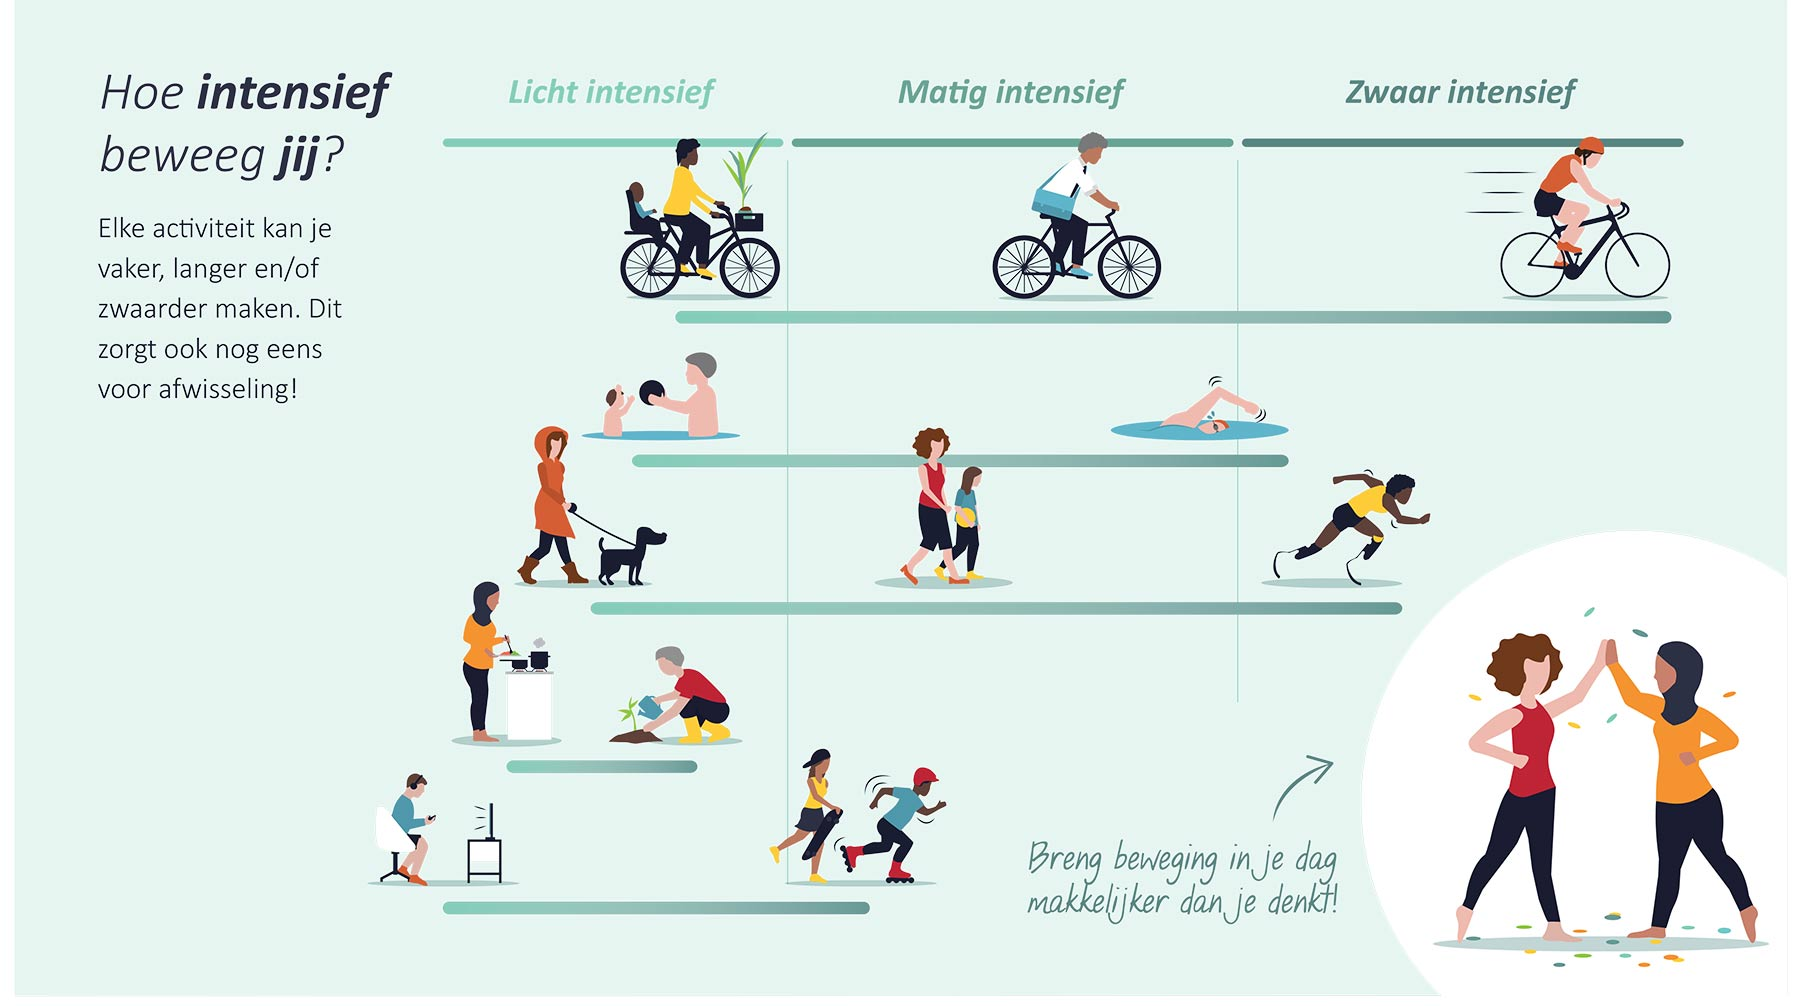 Hoe intensief
beweeg jij?
Elke activiteit kan je
vaker, langer en/of
zwaarder maken. Dit
zorgt ook nog eens
voor afwisseling!
Licht intensief
Matig intensief
Zwaar intensief
Breng beweging in je dag
makkelijker dan je denkt!